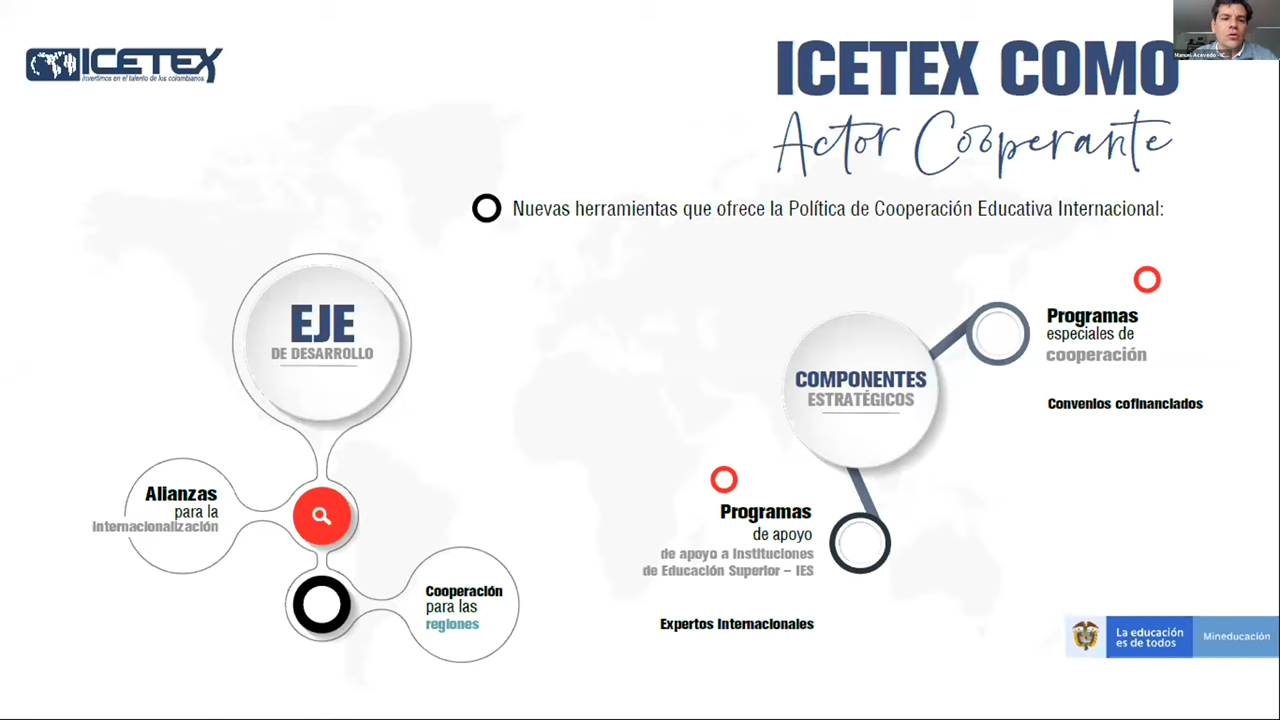 ICETEX
Invertimos en el talento de los colombianos
ICETEX COMO
Actor Cooperante
Manuel Acevedo - IC...
Nuevas herramientas que ofrece la Política de Cooperación Educativa Internacional:
EJE
DE DESARROLLO
Alianzas
para la
internacionalización
Cooperación
para las
regiones
COMPONENTES
ESTRATÉGICOS
Programas
especiales de
cooperación
Convenios cofinanciados
Programas
de apoyo
de apoyo a Instituciones
de Educación Superior – IES
Expertos Internacionales
La educación
es de todos
Mineducación